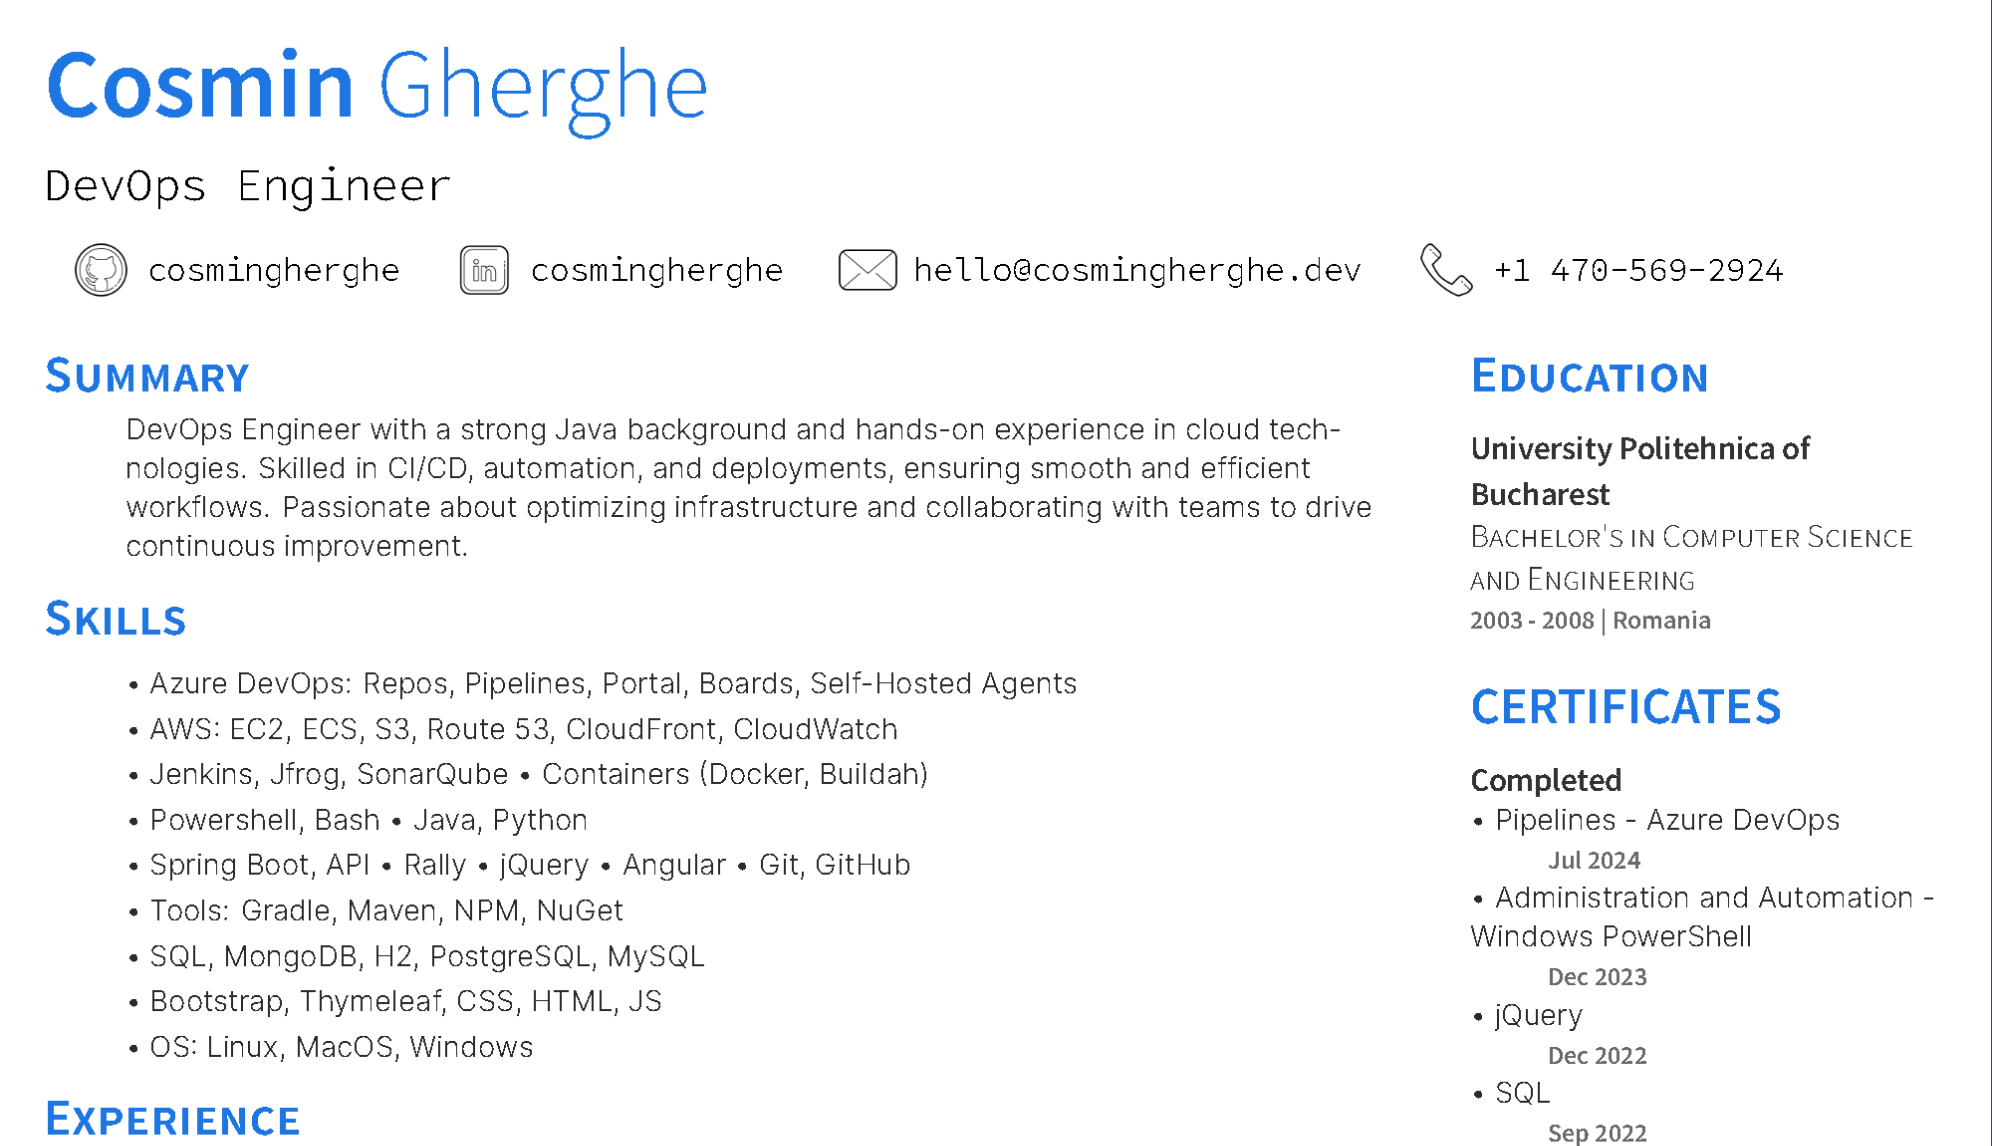 Cosmin Gherghe
DevOps Engineer
cosmingherghe
cosmingherghe
hello@cosmingherghe.dev
+1 470-569-2924
SUMMARY
DevOps Engineer with a strong Java background and hands-on experience in cloud tech-
nologies. Skilled in CI/CD, automation, and deployments, ensuring smooth and efficient
workflows. Passionate about optimizing infrastructure and collaborating with teams to drive
continuous improvement.
SKILLS
• Azure DevOps: Repos, Pipelines, Portal, Boards, Self-Hosted Agents
• AWS: EC2, ECS, S3, Route 53, CloudFront, CloudWatch
• Jenkins, Jfrog, SonarQube • Containers (Docker, Buildah)
• Powershell, Bash • Java, Python
• Spring Boot, API • Rally • jQuery • Angular • Git, GitHub
• Tools: Gradle, Maven, NPM, NuGet
• SQL, MongoDB, H2, PostgreSQL, MySQL
• Bootstrap, Thymeleaf, CSS, HTML, JS
• OS: Linux, MacOS, Windows
EXPERIENCE
EDUCATION
University Politehnica of
Bucharest
BACHELOR'S IN COMPUTER SCIENCE
AND ENGINEERING
2003 - 2008 | Romania
CERTIFICATES
Completed
• Pipelines - Azure DevOps
Jul 2024
• Administration and Automation -
Windows PowerShell
Dec 2023
• jQuery
Dec 2022
• SQL
Sep 2022